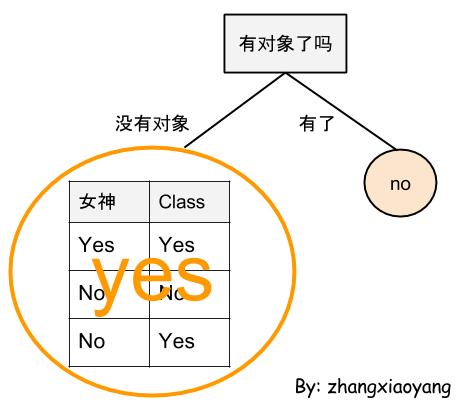 有对象了吗
没有对象
有了
no
女神 Class
Yes Yes
yes
No No
No Yes
By: zhangxiaoyang